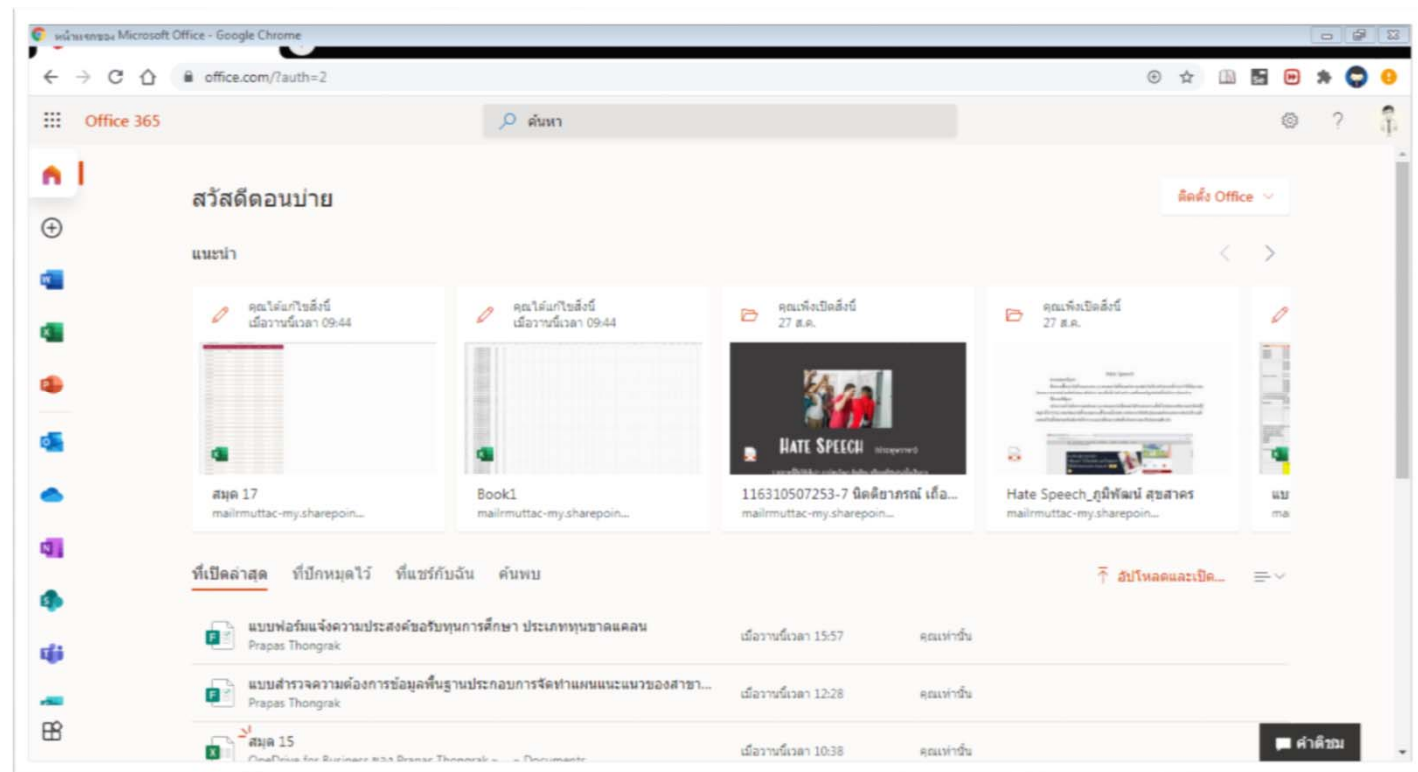 หน้าแรกของ Microsoft Office - Google Chrome
office.com/?auth=2
Office 365
ค้นหา
สวัสดีตอนบ่าย
ติดตั้ง Office
แนะนำ
คุณได้แก้ไขสิ่งนี้
เมื่อวานนี้เวลา 09:44
สมุด 17
mailrmuttac-my.sharepoin...
คุณได้แก้ไขสิ่งนี้
เมื่อวานนี้เวลา 09:44
Book1
mailrmuttac-my.sharepoin...
คุณเพิ่งเปิดสิ่งนี้
27 ส.ค.
HATE SPEECH
116310507253-7 นิตติยาภรณ์ เถื่อ...
mailrmuttac-my.sharepoin...
คุณเพิ่งเปิดสิ่งนี้
27 ส.ค.
Hate Speech
Hate Speech_ภูมิพัฒน์ สุขสาคร
mailrmuttac-my.sharepoin...
แบ
ma
ที่เปิดล่าสุด ที่ปักหมุดไว้ ที่แชร์กับฉัน ค้นพบ
อัปโหลดและเปิด...
แบบฟอร์มแจ้งความประสงค์ขอรับทุนการศึกษา ประเภททุนขาดแคลน
Prapas Thongrak
เมื่อวานนี้เวลา 15:57 คุณเท่านั้น
แบบสำรวจความต้องการข้อมูลพื้นฐานประกอบการจัดทำแผนแนะแนวของสาขา...
Prapas Thongrak
เมื่อวานนี้เวลา 12:28 คุณเท่านั้น
สมุด 15
OneDrive for Business ของ Prapas Thongrak
เมื่อวานนี้เวลา 10:38 คุณเท่านั้น
คำติชม